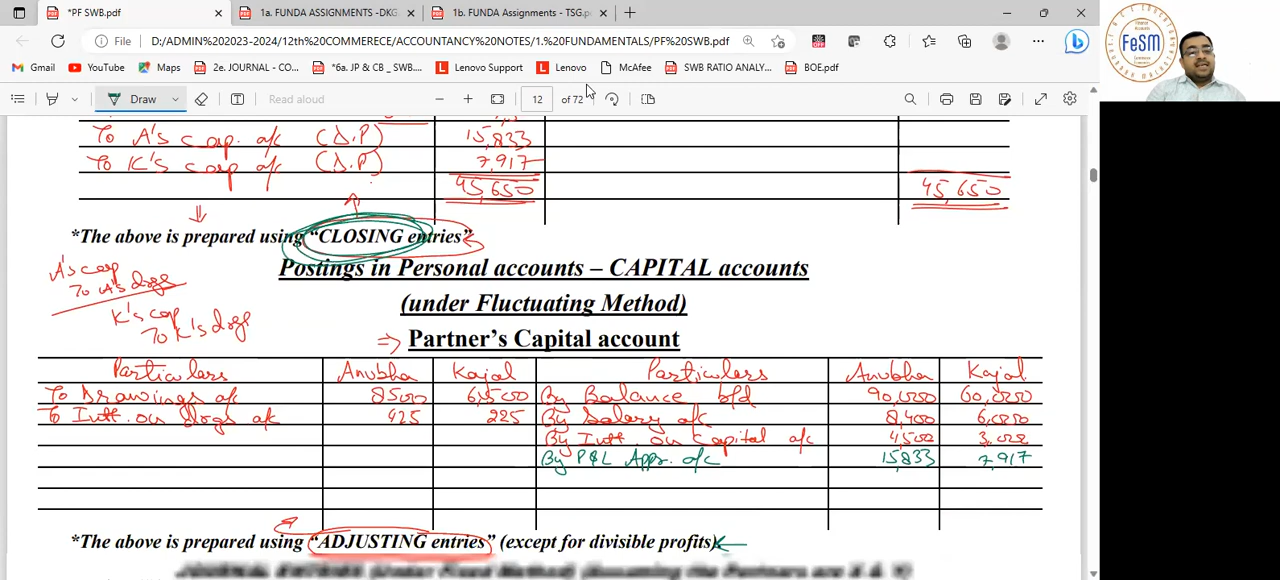 *PF SWB.pdf
1a. FUNDA ASSIGNMENTS -DKG.
1b. FUNDA Assignments - TSG.p
File D:/ADMIN%202023-2024/12th%20COMMERECE/ACCOUNTANCE%20NOTES/1.%20FUNDAMENTALS/PF%20SWB.pdf
Gmail YouTube Maps 2e. JOURNAL - CO... *6a. JP & CB _ SWB.... Lenovo Support Lenovo McAfee SWB RATIO ANALY... BOE.pdf
Draw Read aloud 12 of 72
To A's cap. a/c (D.P) 15,833
To K's cap a/c (D.P) 7,917
45,650 45,650
*The above is prepared using "CLOSING entries"
A's cap
To A's drgs
K's cap
To K's drgs
Postings in Personal accounts – CAPITAL accounts
(under Fluctuating Method)
Partner's Capital account
Particulars Anubha Kajal Particulars Anubha Kajal
To Drawings a/c 8500 6,500 By Balance b/d 90,000 60,000
To Intt. on drgs a/c 425 225 By Salary a/c 8,400 6,000
By Intt. on Capital a/c 4,500 3,000
By P&L Appr. a/c 15,833 7,917
*The above is prepared using "ADJUSTING entries" (except for divisible profits)
FeSM